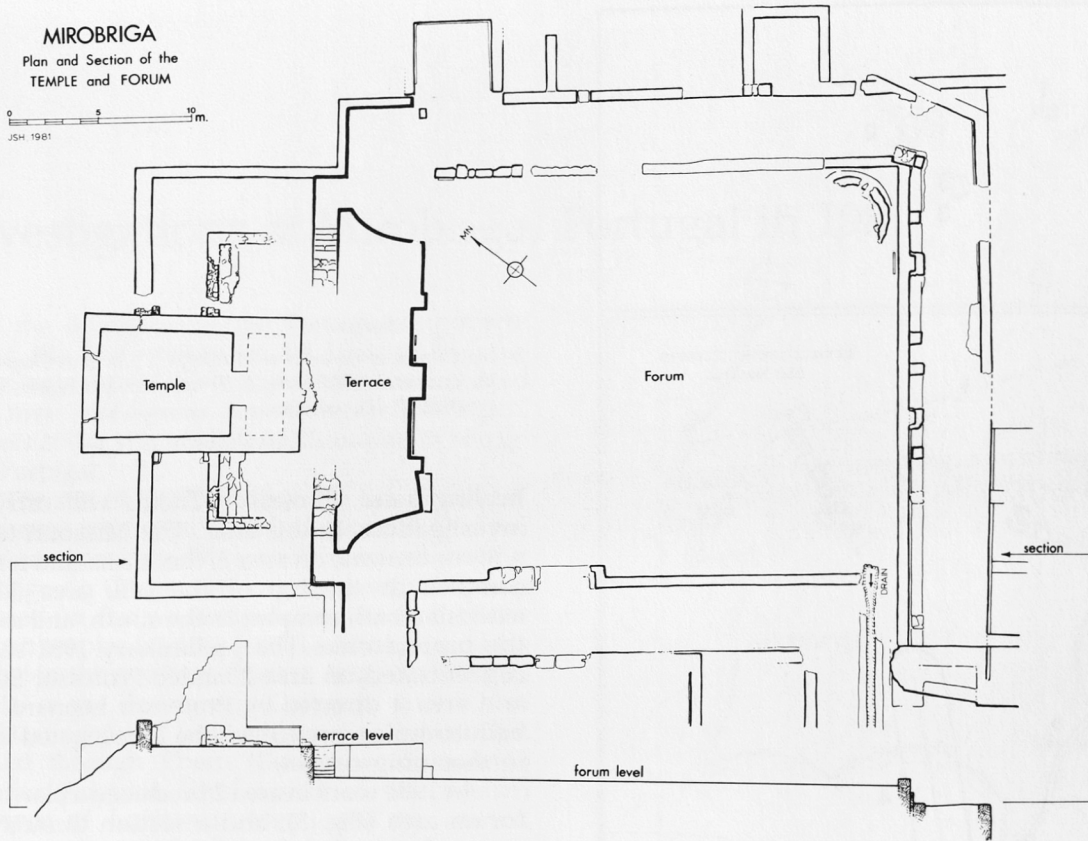 MIROBRIGA
Plan and Section of the
TEMPLE and FORUM
0 5 10 m.
JSH. 1981
MN
Temple
Terrace
Forum
section
section
DRAIN
terrace level
forum level